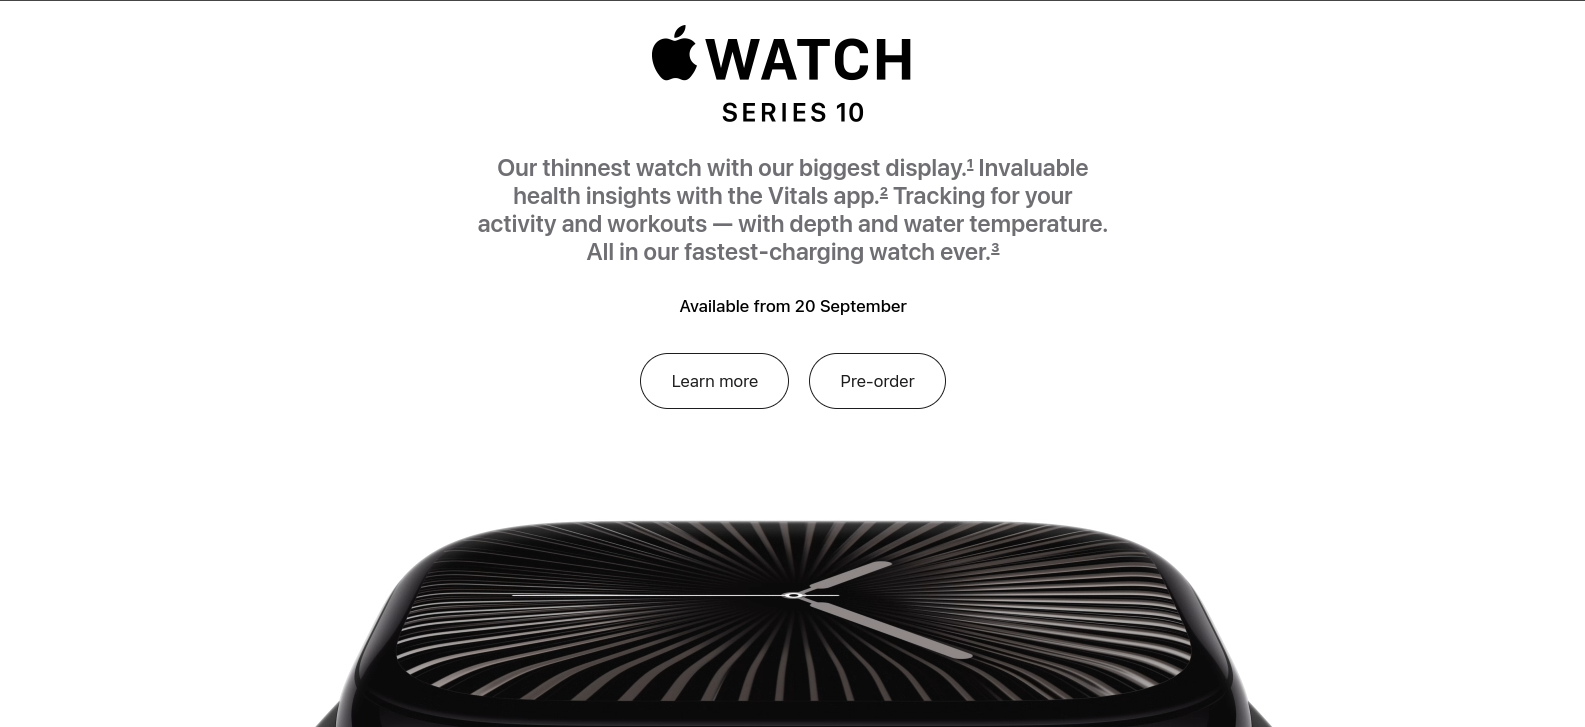 WATCH
SERIES 10
Our thinnest watch with our biggest display.¹ Invaluable
health insights with the Vitals app.² Tracking for your
activity and workouts — with depth and water temperature.
All in our fastest-charging watch ever.³
Available from 20 September
Learn more
Pre-order